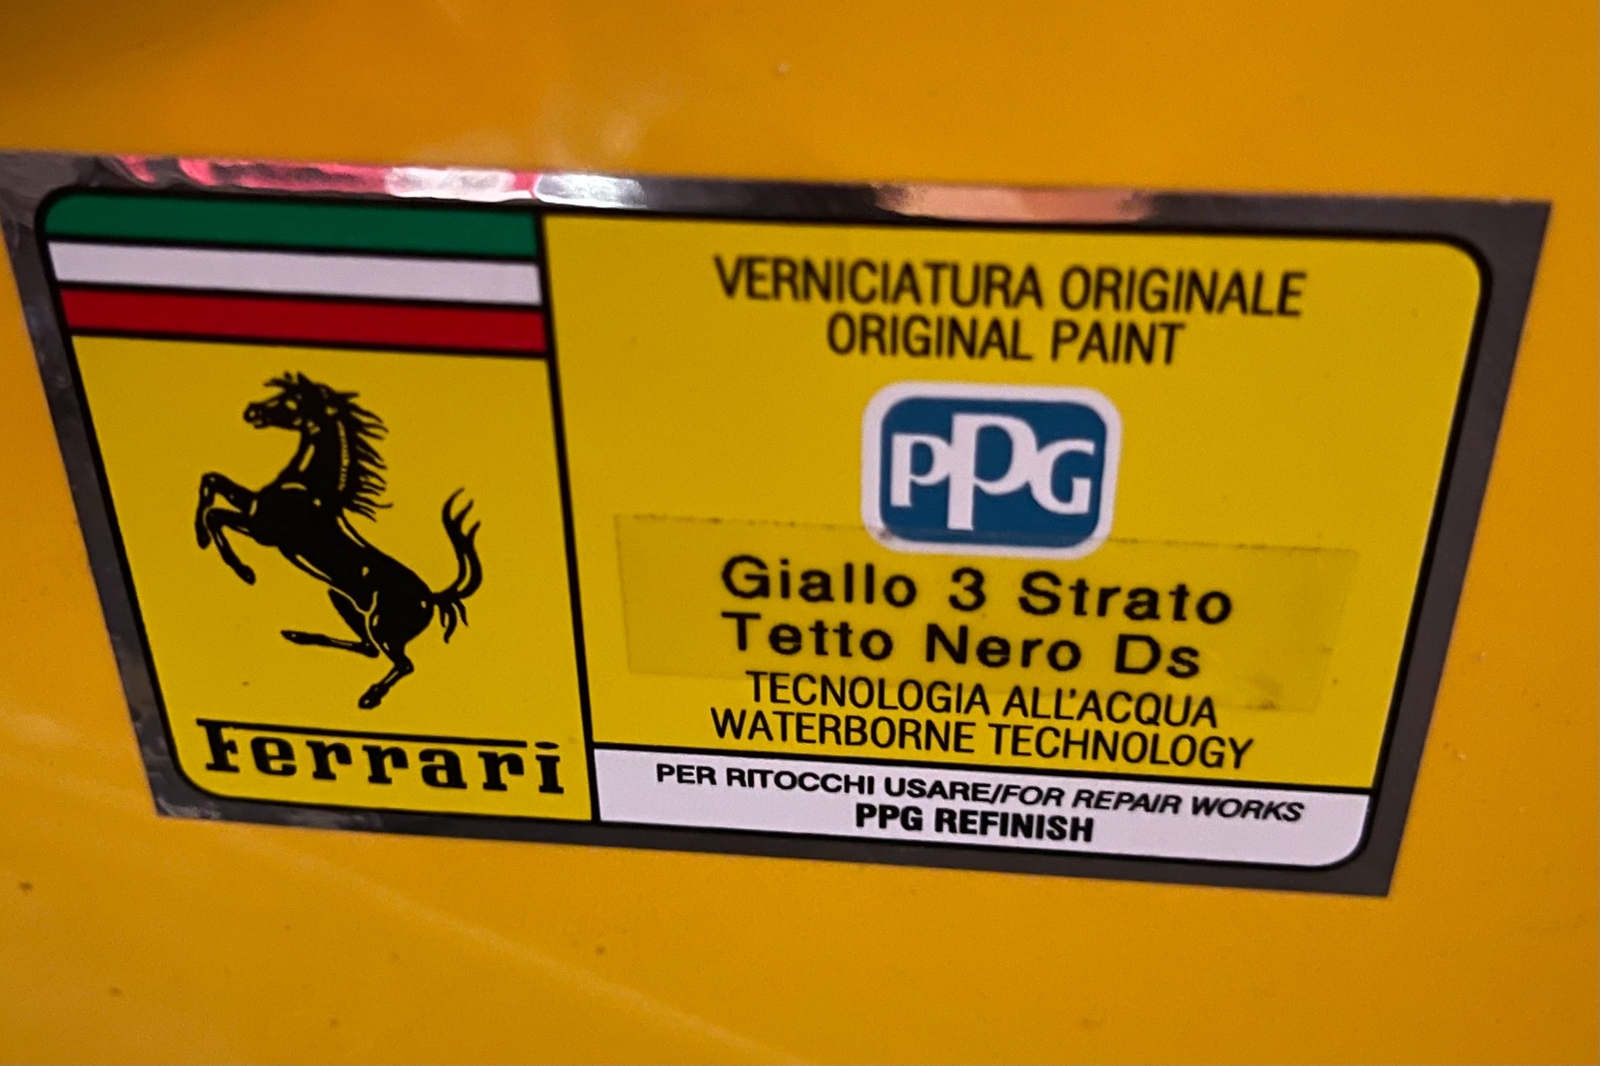 VERNICIATURA ORIGINALE
ORIGINAL PAINT
PPG
Giallo 3 Strato
Tetto Nero Ds
TECNOLOGIA ALL'ACQUA
WATERBORNE TECHNOLOGY
PER RITOCCHI USARE/FOR REPAIR WORKS
PPG REFINISH
Ferrari